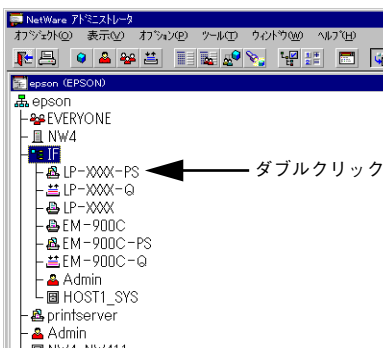 NetWare ｱﾄﾞﾐﾆｽﾄﾚｰﾀ
ｵﾌﾞｼﾞｪｸﾄ(O) 表示(V) ｵﾌﾟｼｮﾝ(P) ﾂｰﾙ(T) ｳｨﾝﾄﾞｳ(W) ﾍﾙﾌﾟ(H)
epson (EPSON)
epson
EVERYONE
NW4
IF
LP-XXX-PS
ダブルクリック
LP-XXX-Q
LP-XXX
EM-900C
EM-900C-PS
EM-900C-Q
Admin
HOST1_SYS
printserver
Admin